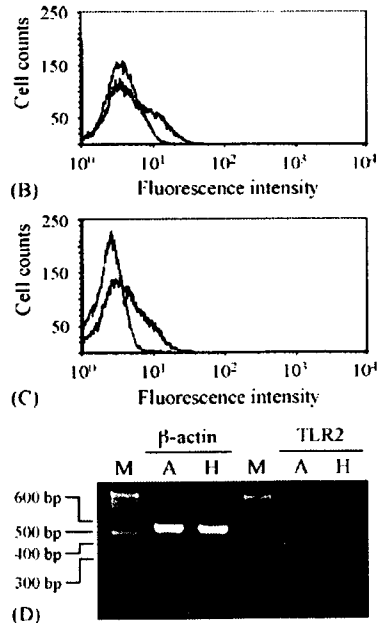 250
150
50
Cell counts
10⁰ 10¹ 10² 10³ 10⁴
(B) Fluorescence intensity
250
150
50
Cell counts
10⁰ 10¹ 10² 10³ 10⁴
(C) Fluorescence intensity
β-actin TLR2
M A H M A H
600 bp
500 bp
400 bp
300 bp
(D)